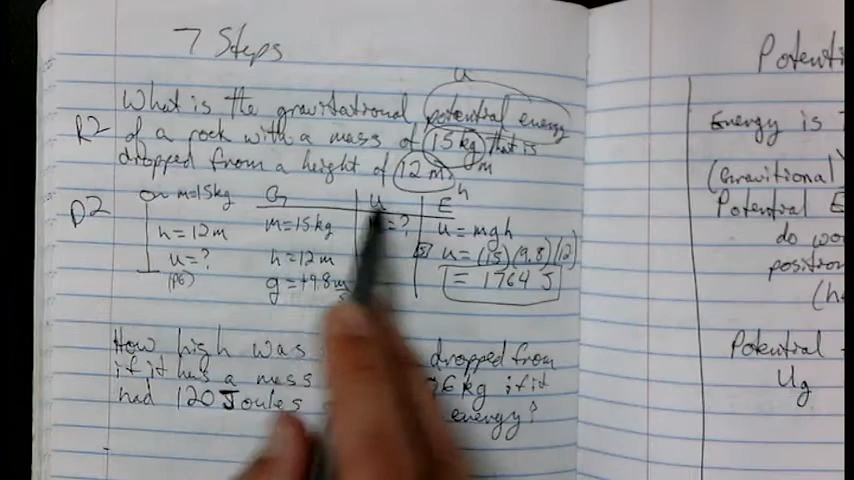 7 Steps
u
What is the gravitational potential energy
R2 of a rock with a mass of 15 kg that is
m
dropped from a height of 12 m
h
D2
m=15kg
h = 12m
u = ?
(PE)
G
m=15kg
h = 12m
g = +9.8 m
U
= ?
E
u = mgh
u = (15)(9.8)(12)
= 1764 J
How high was dropped from
if it has a mass 6 kg if it
had 120 Joules energy?
Potenti
Energy is
(Gravitional)
Potential E
do wo
position
(h
Potential
Ug